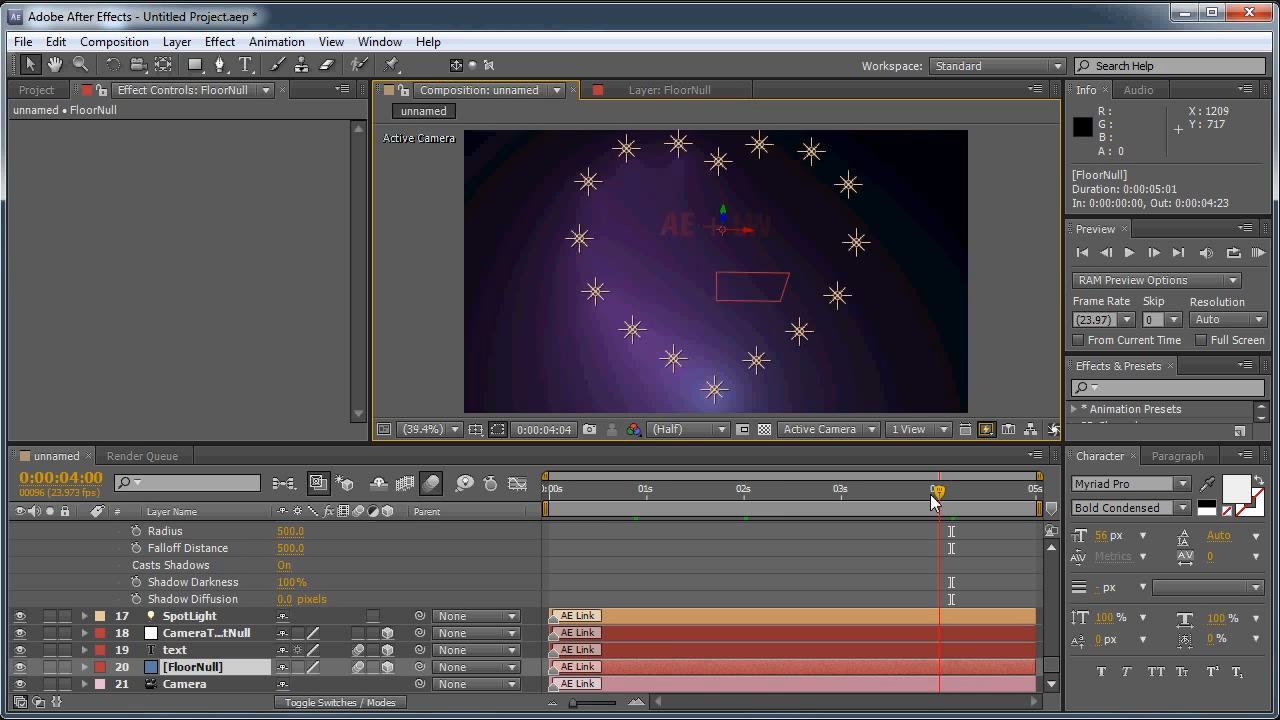 Adobe After Effects - Untitled Project.aep *
File Edit Composition Layer Effect Animation View Window Help
Workspace: Standard Search Help
Project Effect Controls: FloorNull Composition: unnamed Layer: FloorNull Info Audio
unnamed • FloorNull
unnamed
Active Camera
R : X : 1209
G : Y : 717
B :
A : 0
[FloorNull]
Duration: 0:00:05:01
In: 0:00:00:00, Out: 0:00:04:23
Preview
RAM Preview Options
Frame Rate Skip Resolution
(23.97) 0 Auto
From Current Time Full Screen
Effects & Presets
* Animation Presets
(39.4%) 0:00:04:04 (Half) Active Camera 1 View
unnamed Render Queue
0:00:04:00
00096 (23.973 fps)
:00s 01s 02s 03s 05s
# Layer Name Parent
Radius 500.0
Falloff Distance 500.0
Casts Shadows On
Shadow Darkness 100%
Shadow Diffusion 0.0 pixels
17 SpotLight None AE Link
18 CameraT...tNull None AE Link
19 text None AE Link
20 [FloorNull] None AE Link
21 Camera None AE Link
Toggle Switches / Modes
Character Paragraph
Myriad Pro
Bold Condensed
56 px Auto
Metrics 0
- px
100 % 100 %
0 px 0 %
T T TT Tt T¹ T₁